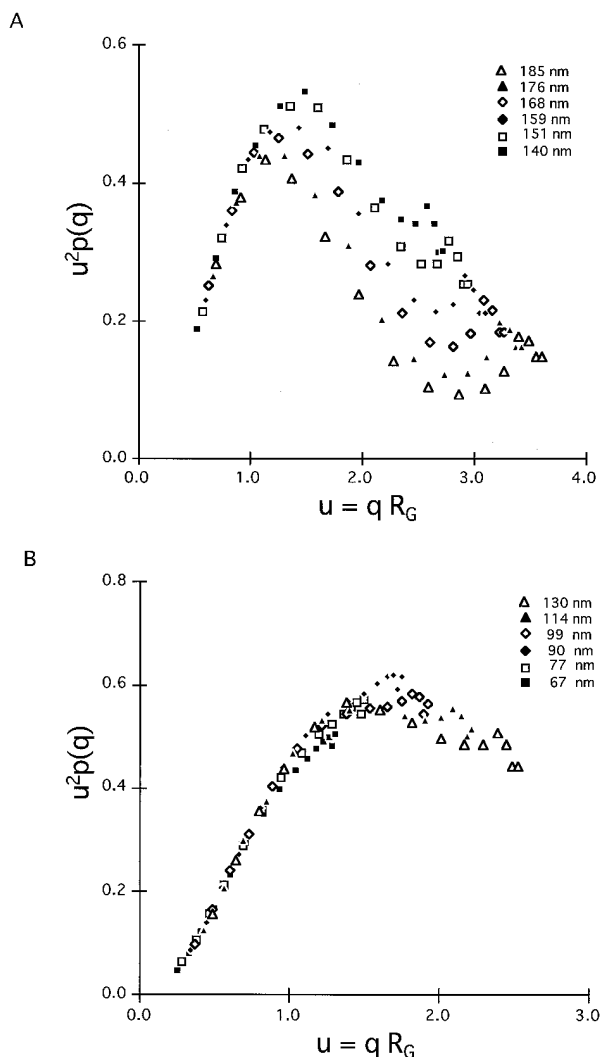 A
0.6
185 nm
176 nm
168 nm
159 nm
151 nm
140 nm
0.4
u²p(q)
0.2
0.0
0.0 1.0 2.0 3.0 4.0
u = q R_G
B
0.8
130 nm
114 nm
99 nm
90 nm
77 nm
67 nm
0.6
u²p(q)
0.4
0.2
0.0
0.0 1.0 2.0 3.0
u = q R_G